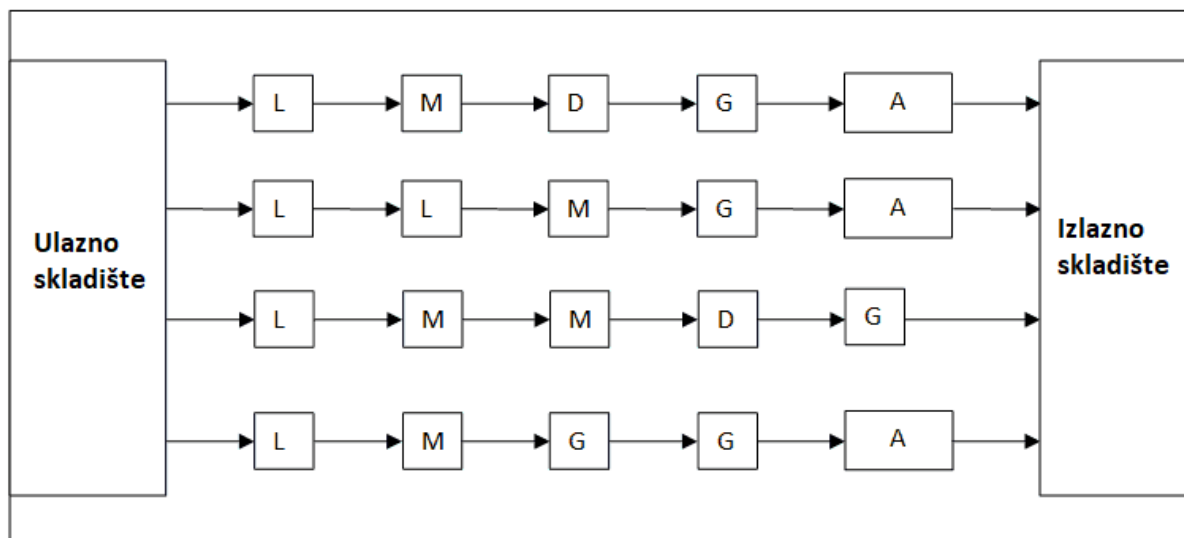 L M D G A
L L M G A
Ulazno
skladište
Izlazno
skladište
L M M D G
L M G G A